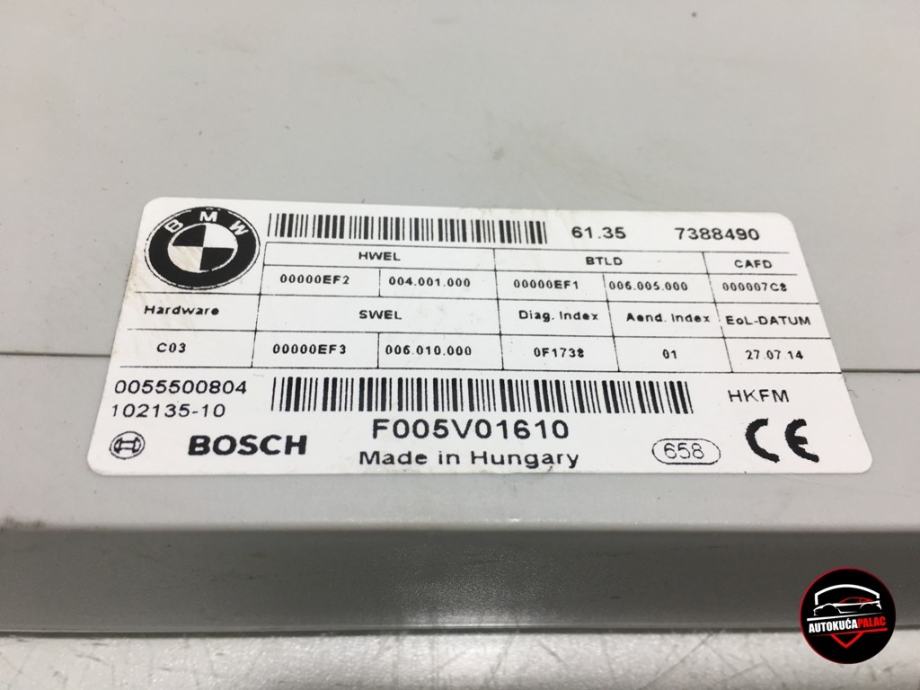 BMW 61.35 7388490
HWEL BTLD CAFD
00000EF2 004.001.000 00000EF1 006.005.000 000007C8
Hardware SWEL Diag. Index Aend. Index EoL-DATUM
C03 00000EF3 006.010.000 0F1738 01 27.07.14
0055500804 HKFM
102135-10
F005V01610
BOSCH Made in Hungary 658 CE
AUTOKUĆA PALAC